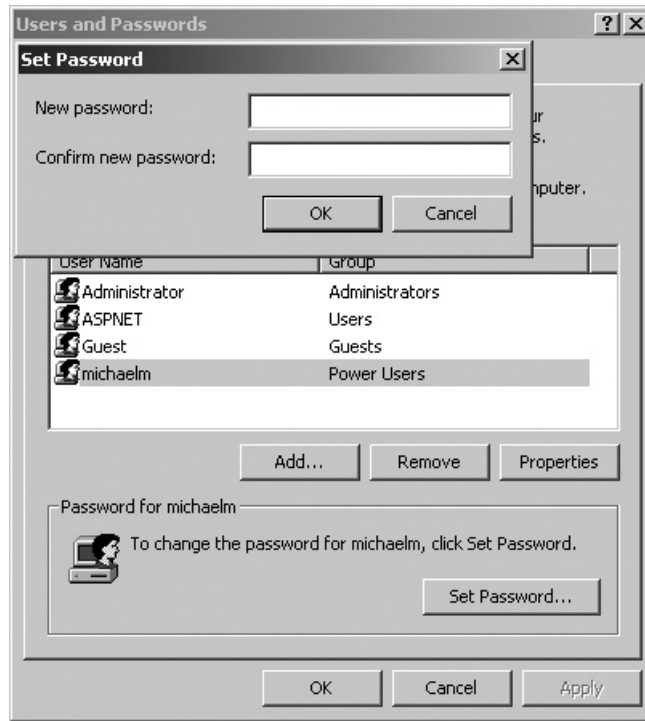 Users and Passwords
Set Password
New password:
Confirm new password:
OK Cancel
ur
s.
nputer.
User Name Group
Administrator Administrators
ASPNET Users
Guest Guests
michaelm Power Users
Add... Remove Properties
Password for michaelm
To change the password for michaelm, click Set Password.
Set Password...
OK Cancel Apply